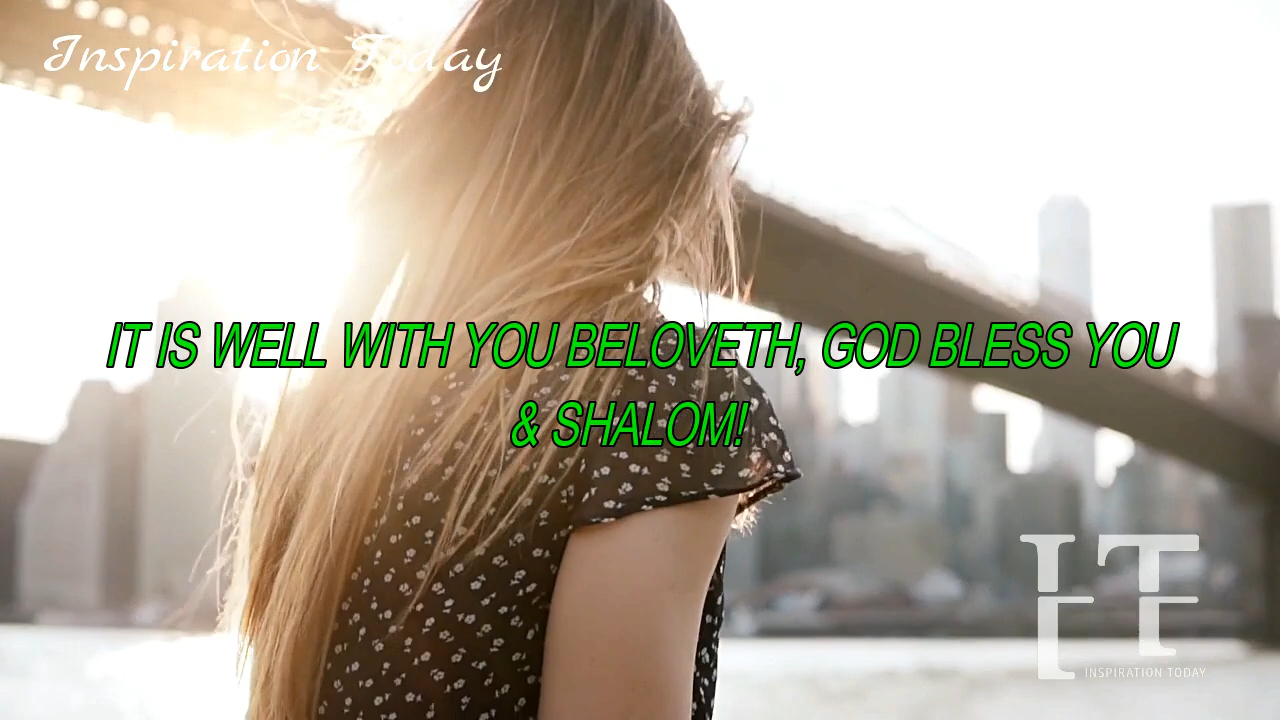 Inspiration Today
IT IS WELL WITH YOU BELOVETH, GOD BLESS YOU
& SHALOM!
IT
INSPIRATION TODAY